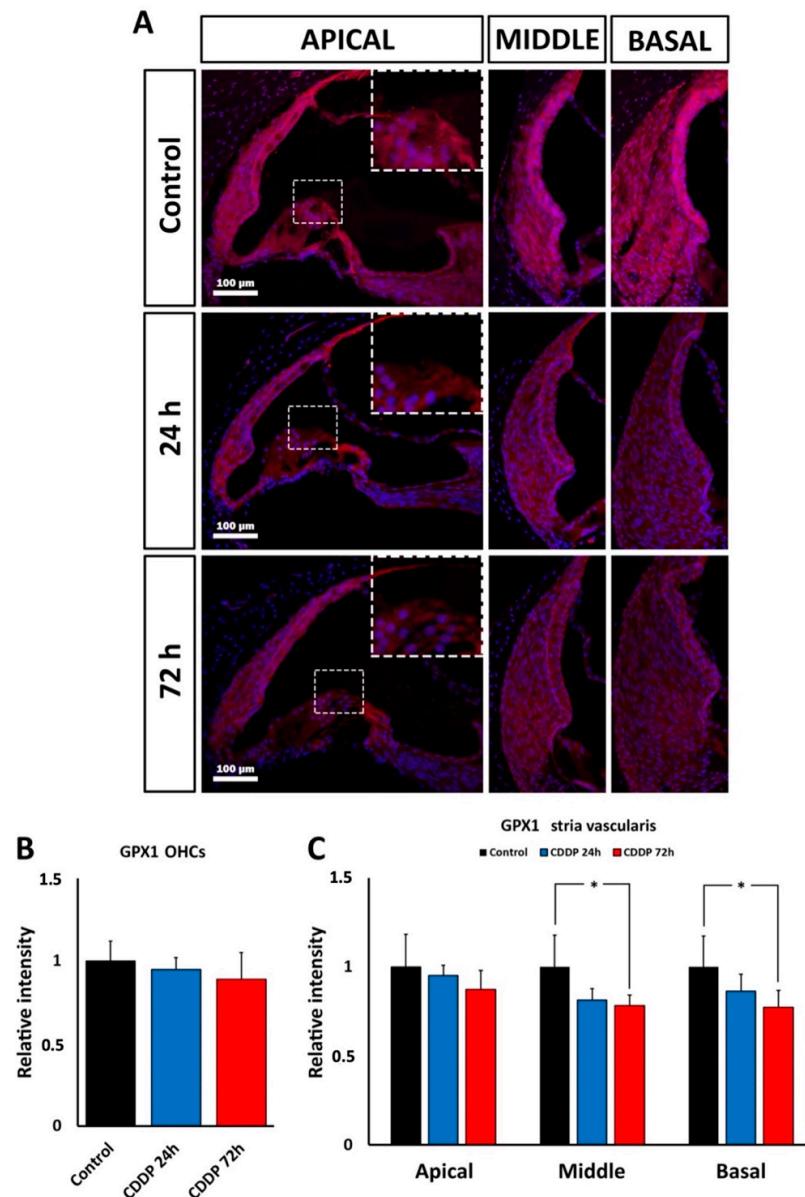 A
APICAL MIDDLE BASAL
Control
100 µm
24 h
100 µm
72 h
100 µm
B
GPX1 OHCs
Relative intensity
1.5
1
0.5
0
Control CDDP 24h CDDP 72h
C
GPX1 stria vascularis
Control CDDP 24h CDDP 72h
Relative intensity
1.5
1
0.5
0
* *
Apical Middle Basal